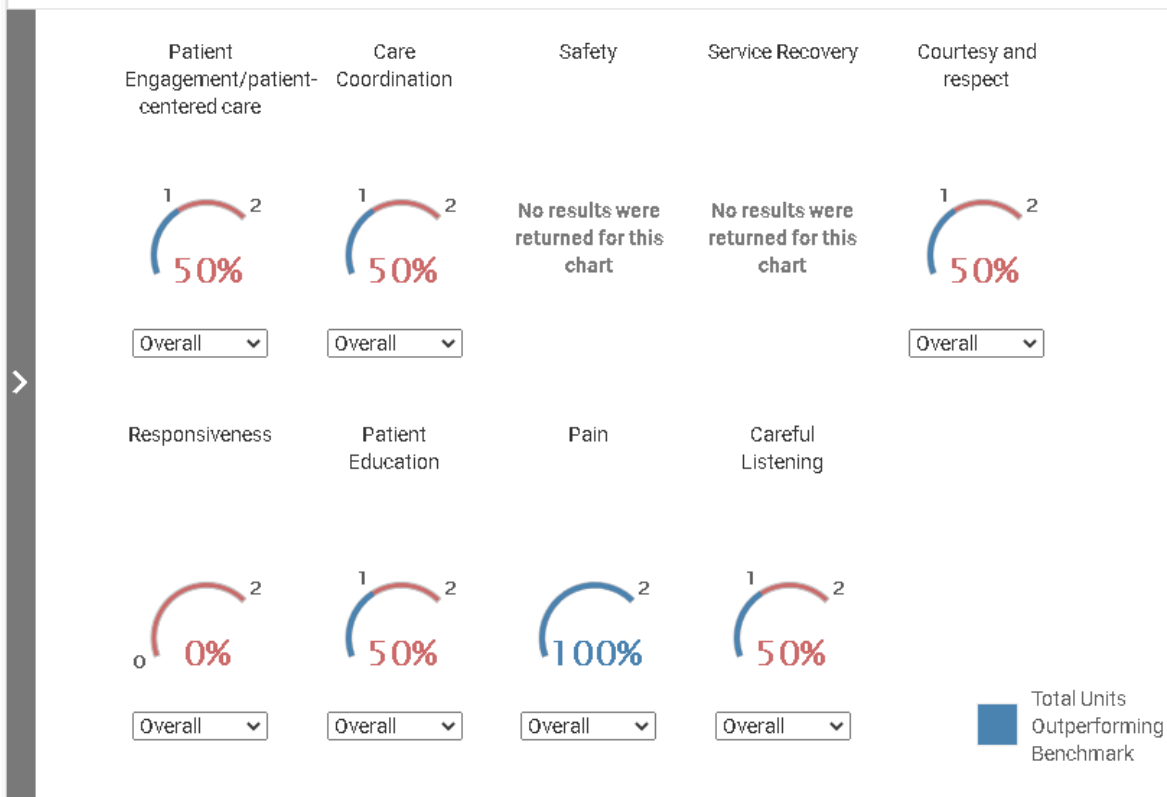 Patient
Engagement/patient-
centered care
Care
Coordination
Safety
Service Recovery
Courtesy and
respect
1
2
50%
Overall
1
2
50%
Overall
No results were
returned for this
chart
No results were
returned for this
chart
1
2
50%
Overall
Responsiveness
Patient
Education
Pain
Careful
Listening
0
2
0%
Overall
1
2
50%
Overall
2
100%
Overall
1
2
50%
Overall
Total Units
Outperforming
Benchmark